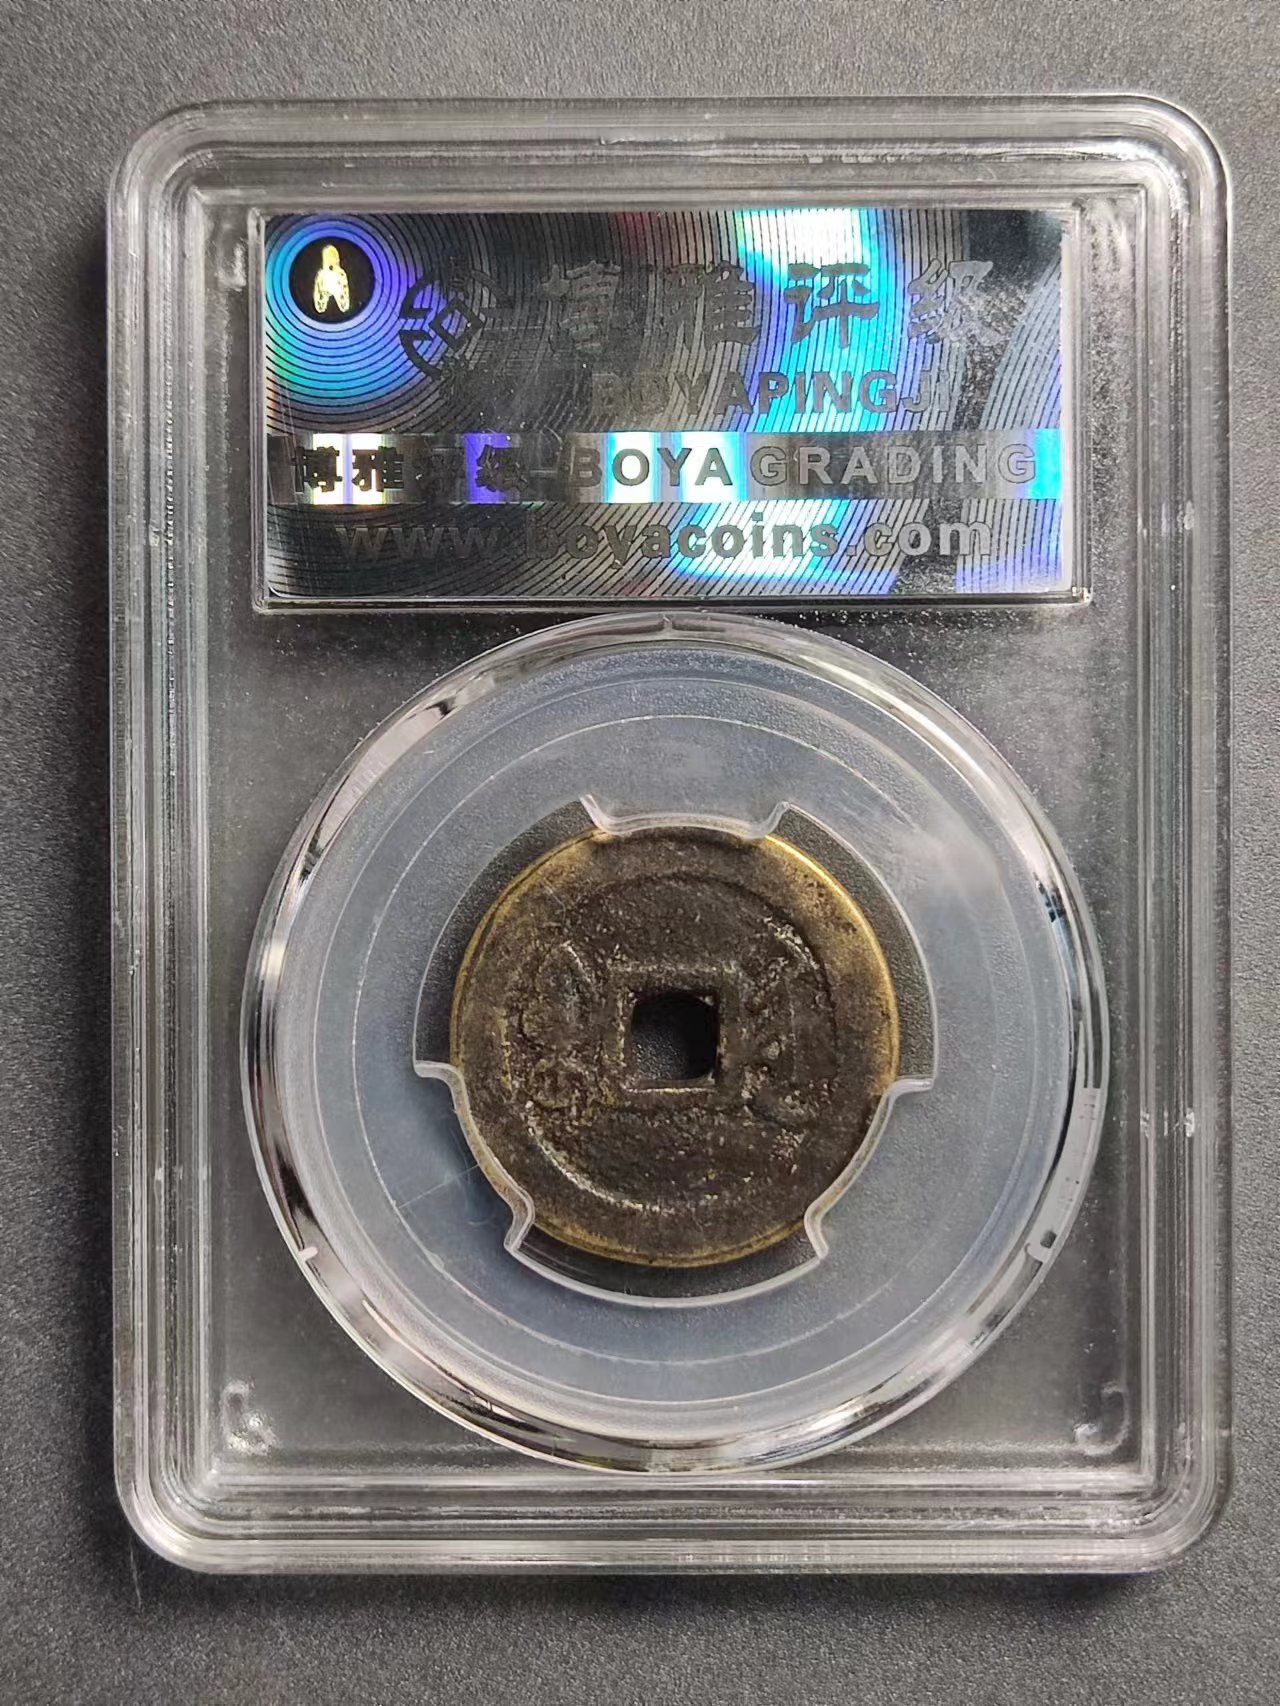 博雅评级
BOYAPINGJI
博雅评级 BOYA GRADING
www.boyacoins.com